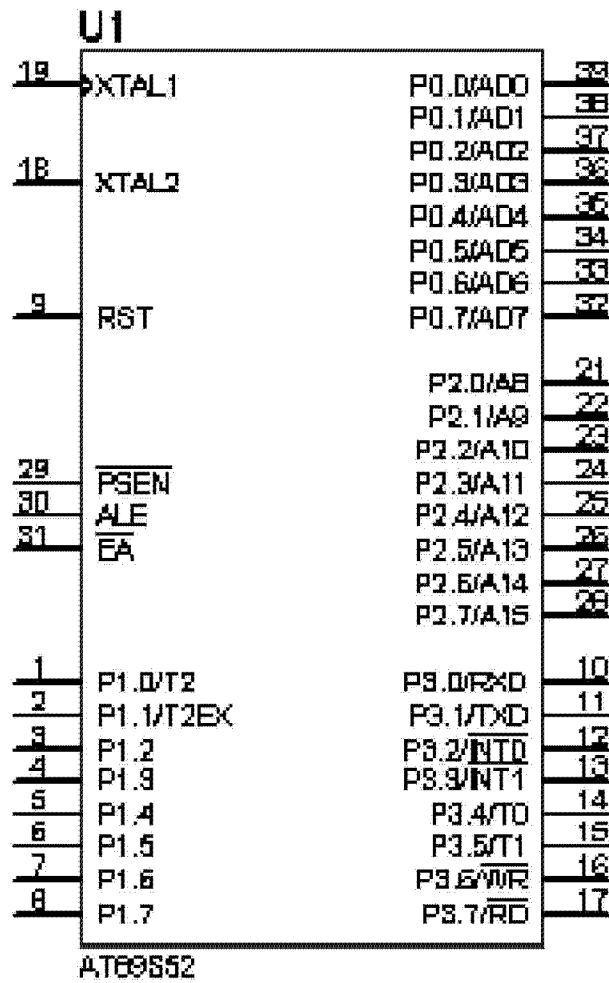 U1
19 XTAL1 P0.0/AD0 39
P0.1/AD1 38
P0.2/AD2 37
18 XTAL2 P0.3/AD3 36
P0.4/AD4 35
P0.5/AD5 34
P0.6/AD6 33
9 RST P0.7/AD7 32
P2.0/A8 21
P2.1/A9 22
P2.2/A10 23
29 PSEN P2.3/A11 24
30 ALE P2.4/A12 25
31 EA P2.5/A13 26
P2.6/A14 27
P2.7/A15 28
1 P1.0/T2 P3.0/RXD 10
2 P1.1/T2EX P3.1/TXD 11
3 P1.2 P3.2/INT0 12
4 P1.3 P3.3/INT1 13
5 P1.4 P3.4/T0 14
6 P1.5 P3.5/T1 15
7 P1.6 P3.6/WR 16
8 P1.7 P3.7/RD 17
AT89S52